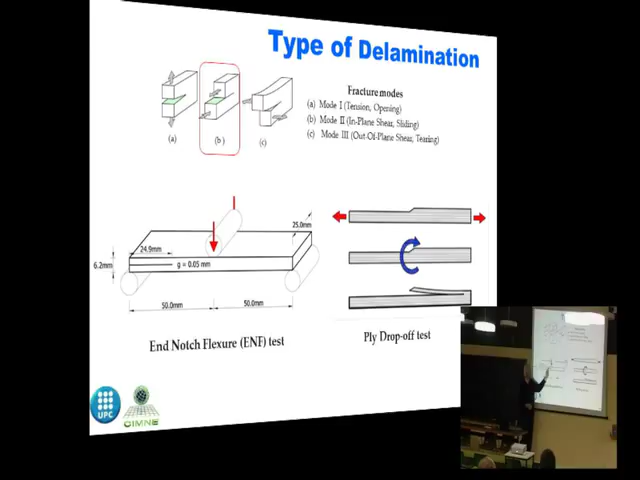 Type of Delamination
Fracture modes
(a) Mode I (Tension, Opening)
(b) Mode II (In-Plane Shear, Sliding)
(c) Mode III (Out-Of-Plane Shear, Tearing)
(a)
(b)
(c)
25.0mm
24.9mm
6.2mm
g = 0.05 mm
50.0mm
50.0mm
End Notch Flexure (ENF) test
Ply Drop-off test
UPC
CIMNE